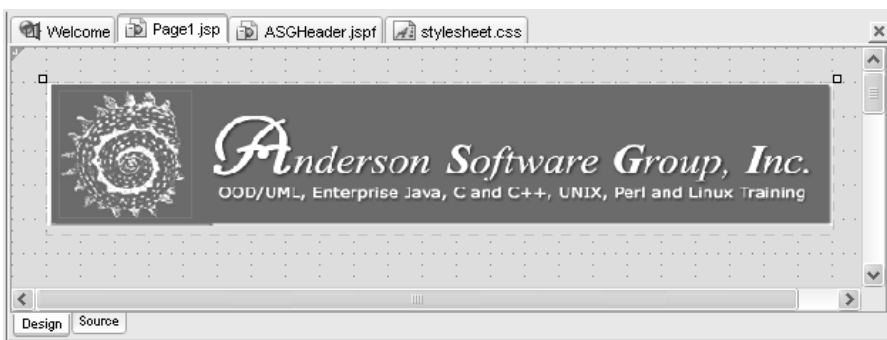 Welcome Page1.jsp ASGHeader.jspf stylesheet.css
Anderson Software Group, Inc.
OOD/UML, Enterprise Java, C and C++, UNIX, Perl and Linux Training
Design Source